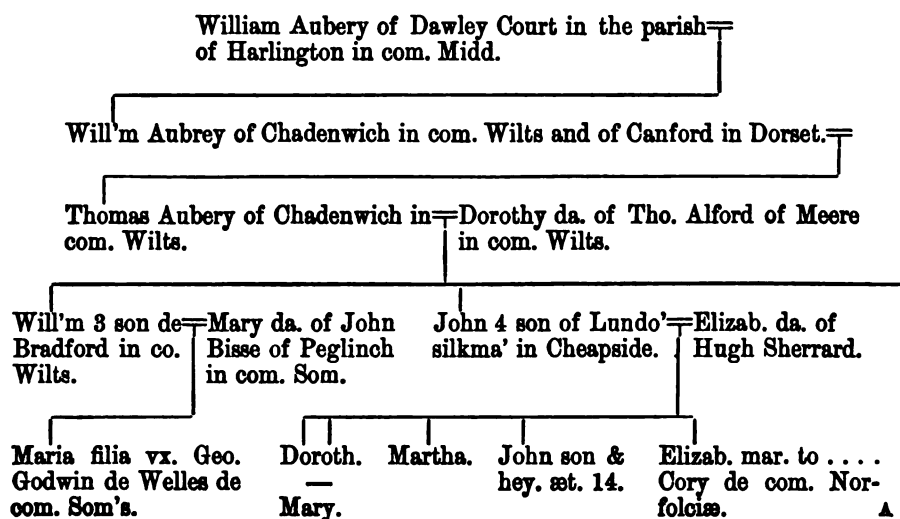 William Aubery of Dawley Court in the parish
of Harlington in com. Midd.
Will'm Aubrey of Chadenwich in com. Wilts and of Canford in Dorset.
Thomas Aubery of Chadenwich in
com. Wilts.
Dorothy da. of Tho. Alford of Meere
in com. Wilts.
Will'm 3 son de
Bradford in co.
Wilts.
Mary da. of John
Bisse of Peglinch
in com. Som.
John 4 son of Lundo'
silkma' in Cheapside.
Elizab. da. of
Hugh Sherrard.
Maria filia vx. Geo.
Godwin de Welles de
com. Som's.
Doroth.
—
Mary.
Martha.
John son &
hey. æt. 14.
Elizab. mar. to . . . .
Cory de com. Nor-
folciæ.
A